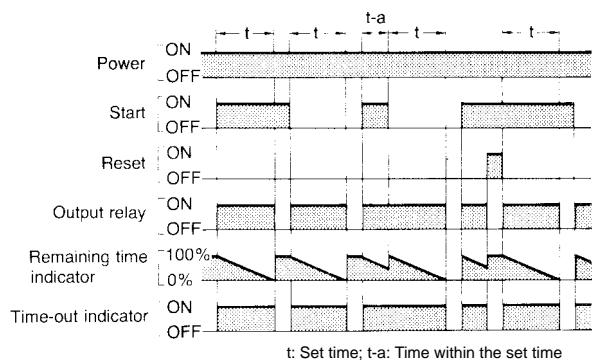 t-a
t t t t
ON
Power
OFF
ON
Start
OFF
ON
Reset
OFF
ON
Output relay
OFF
Remaining time 100%
indicator 0%
ON
Time-out indicator
OFF
t: Set time; t-a: Time within the set time